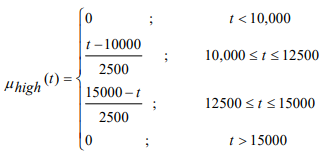 0 ; t < 10,000
t − 10000
2500 ; 10,000 ≤ t ≤ 12500
μhigh (t) =
15000 − t
2500 ; 12500 ≤ t ≤ 15000
0 ; t > 15000